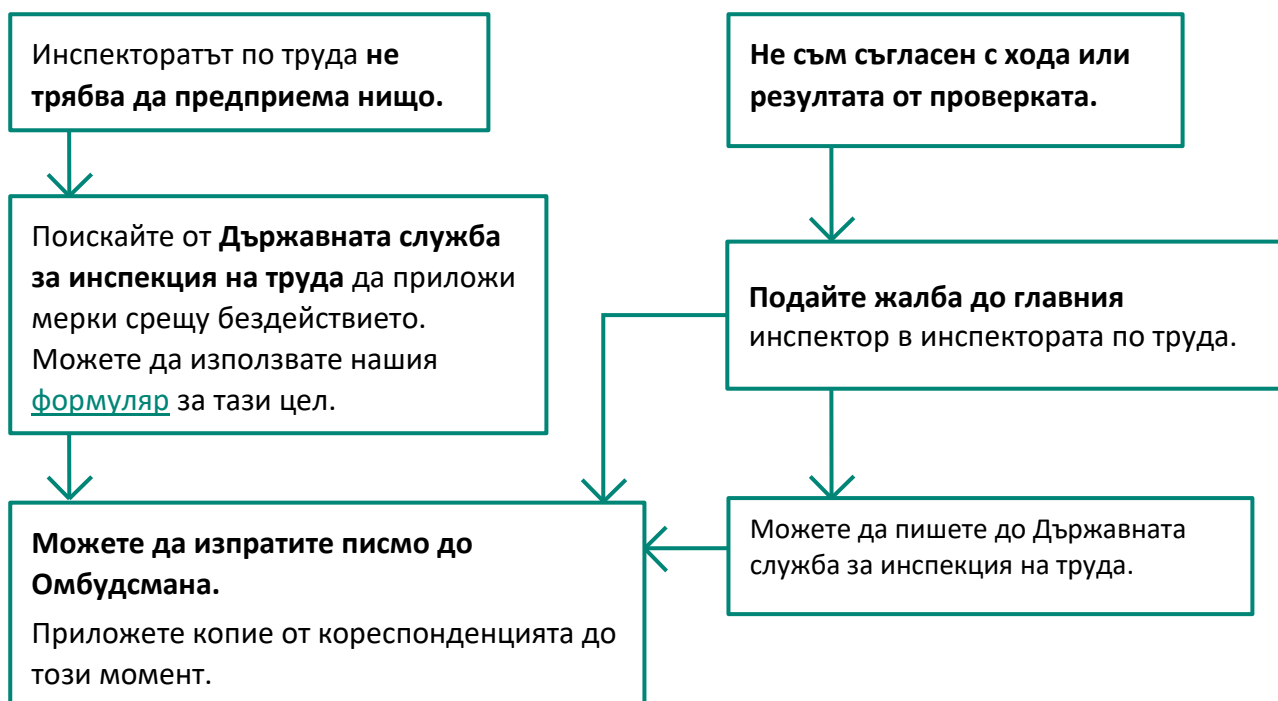 Инспекторатът по труда не
трябва да предприема нищо.
Поискайте от Държавната служба
за инспекция на труда да приложи
мерки срещу бездействието.
Можете да използвате нашия
формуляр за тази цел.
Можете да изпратите писмо до
Омбудсмана.
Приложете копие от кореспонденцията до
този момент.
Не съм съгласен с хода или
резултата от проверката.
Подайте жалба до главния
инспектор в инспектората по труда.
Можете да пишете до Държавната
служба за инспекция на труда.